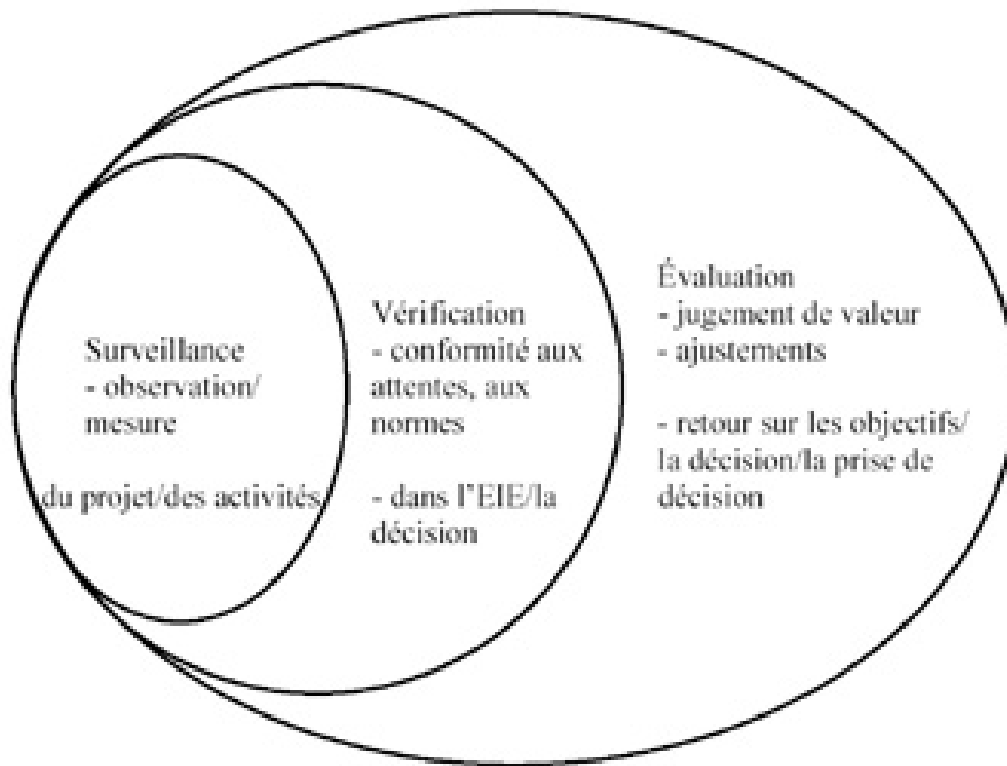 Surveillance
- observation/
mesure
du projet/des activités
Vérification
- conformité aux
attentes, aux
normes
- dans l'EIE/la
décision
Évaluation
- jugement de valeur
- ajustements
- retour sur les objectifs/
la décision/la prise de
décision